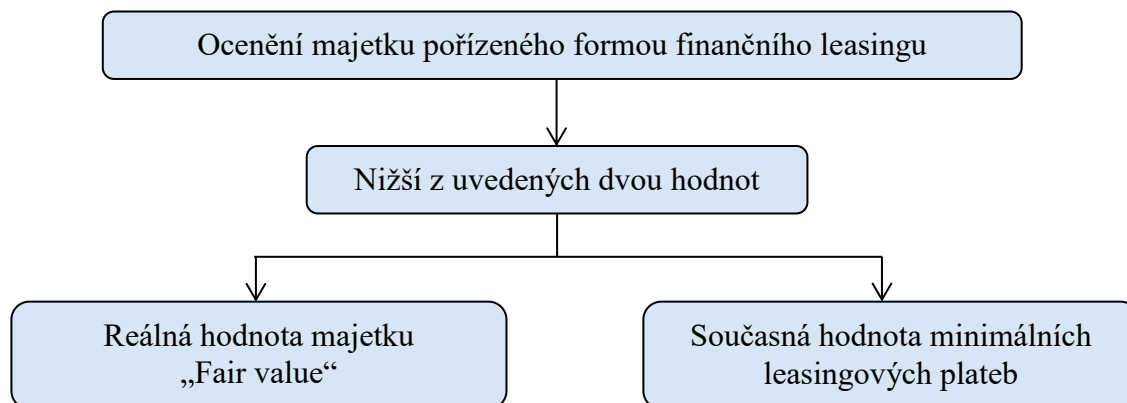 Ocenění majetku pořízeného formou finančního leasingu
Nižší z uvedených dvou hodnot
Reálná hodnota majetku
„Fair value“
Současná hodnota minimálních
leasingových plateb